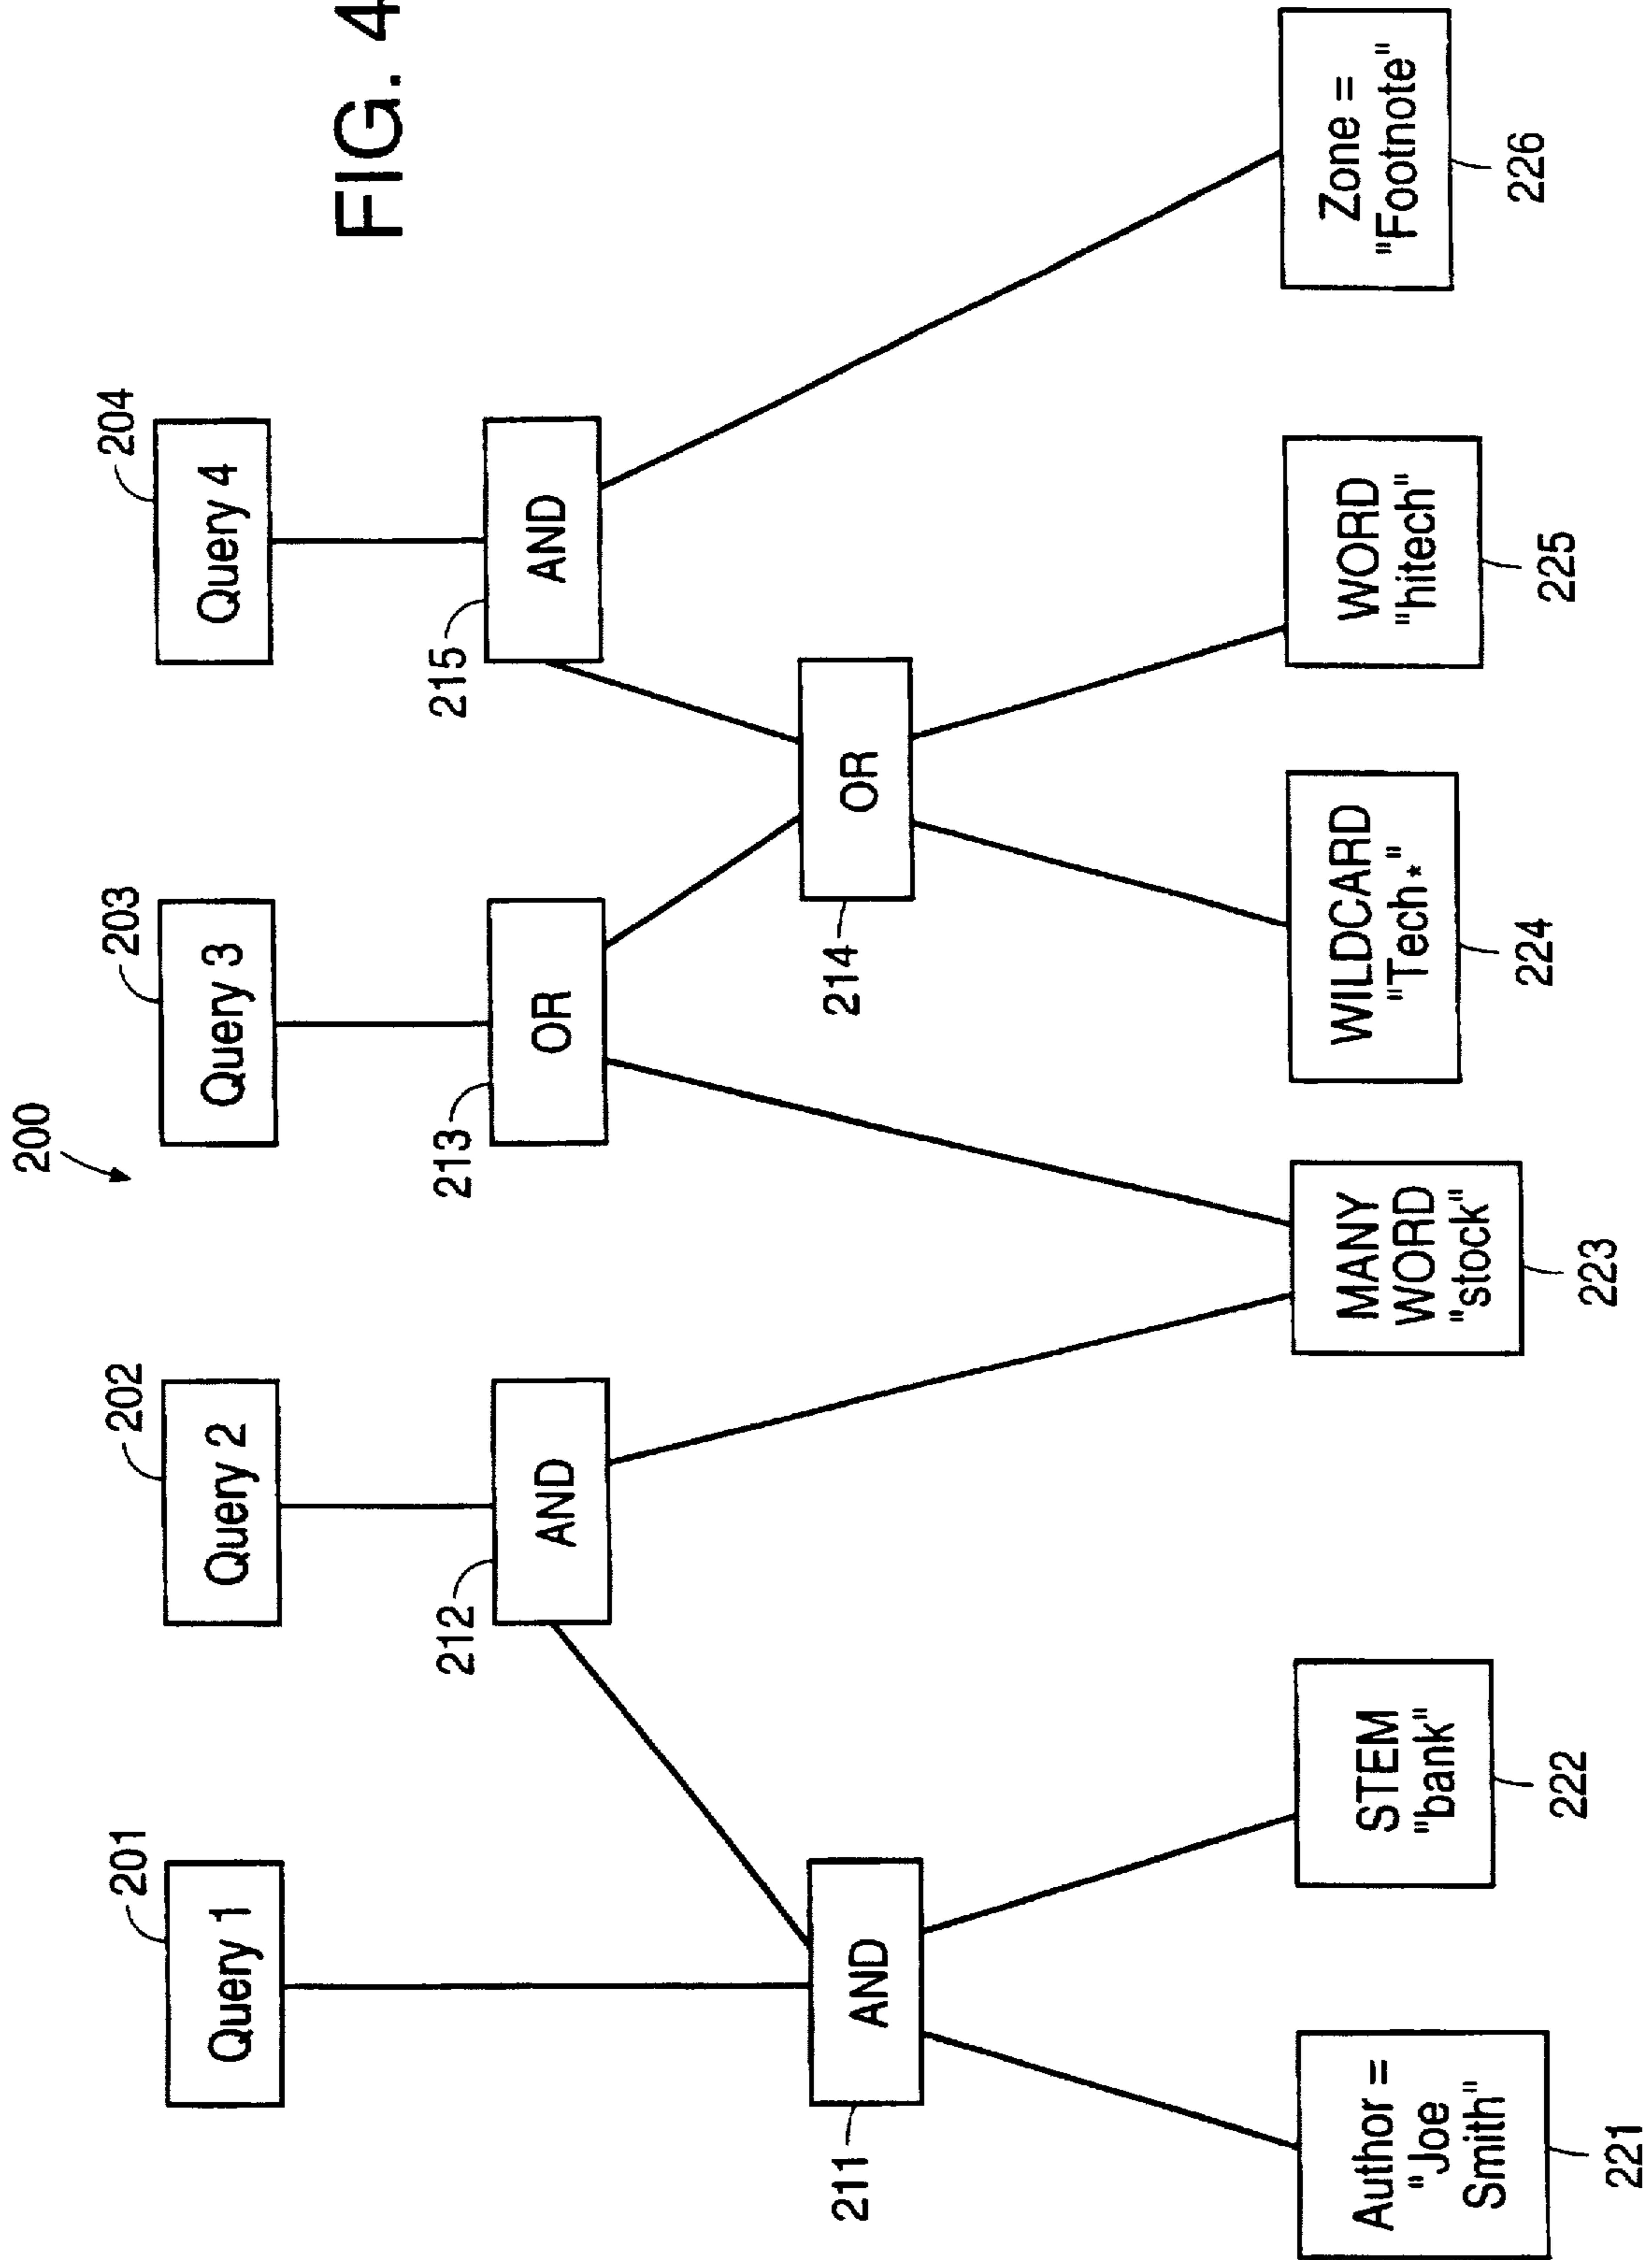 FIG. 4
200
201
202
203
204
Query 1
Query 2
Query 3
Query 4
212
213
215
AND
OR
AND
211
214
AND
OR
Author =
"Joe
Smith"
STEM
"bank"
MANY
WORD
"stock"
WILDCARD
"Tech*"
WORD
"hitech"
Zone =
"Footnote"
221
222
223
224
225
226